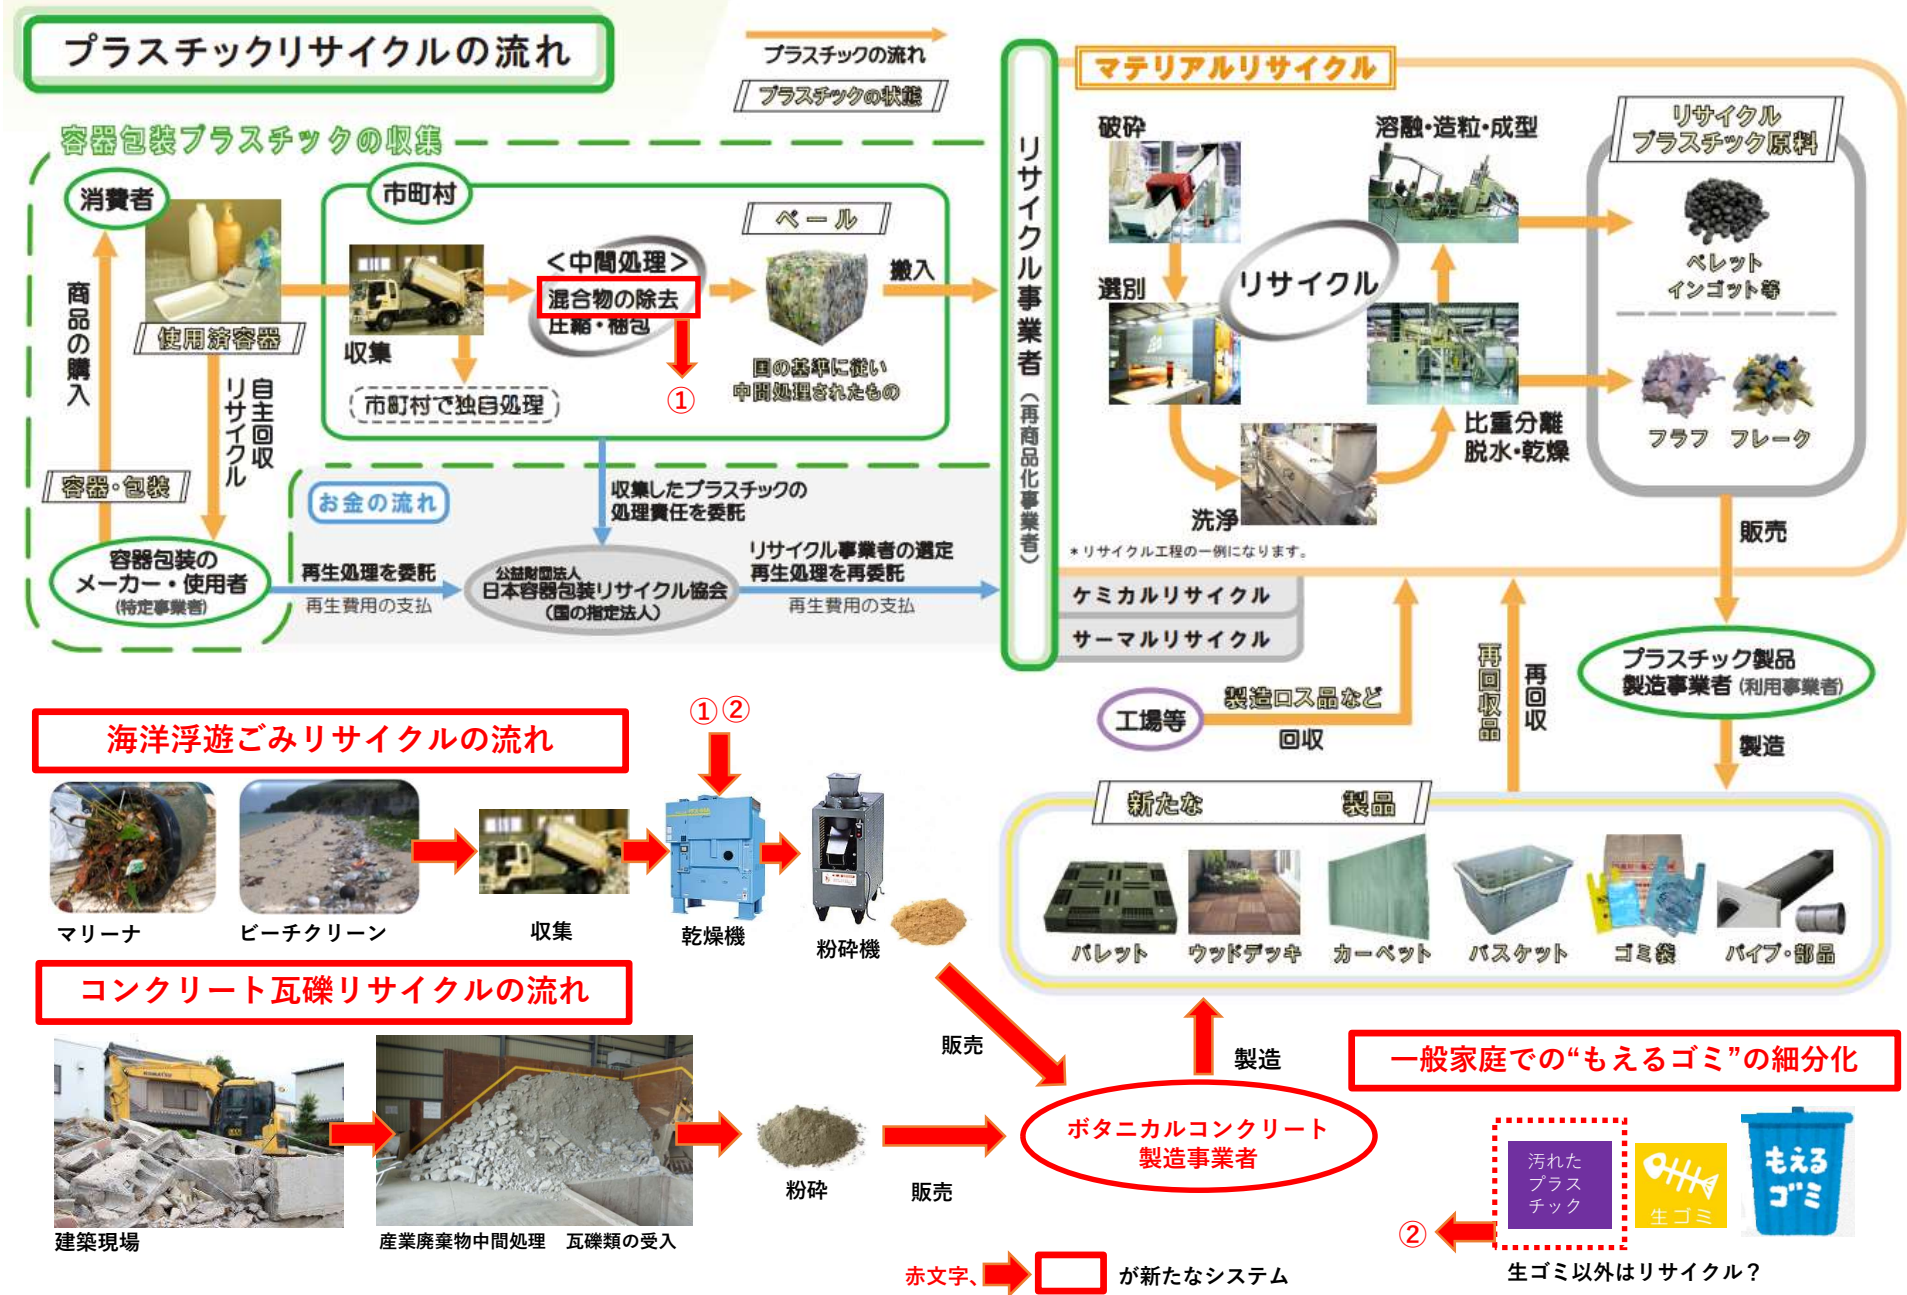 プラスチックリサイクルの流れ
プラスチックの流れ
プラスチックの状態
容器包装プラスチックの収集
消費者
商品の購入
使用済容器
自主回収
リサイクル
容器・包装
容器包装の
メーカー・使用者
(特定事業者)
市町村
収集
市町村で独自処理
<中間処理>
混合物の除去
圧縮・梱包
①
ベール
国の基準に従い
中間処理されたもの
搬入
お金の流れ
収集したプラスチックの
処理責任を委託
再生処理を委託
再生費用の支払
公益財団法人
日本容器包装リサイクル協会
(国の指定法人)
リサイクル事業者の選定
再生処理を再委託
再生費用の支払
リサイクル事業者(再商品化事業者)
マテリアルリサイクル
破砕
選別
洗浄
リサイクル
溶融・造粒・成型
比重分離
脱水・乾燥
*リサイクル工程の一例になります。
リサイクル
プラスチック原料
ペレット
インゴット等
フラフ フレーク
販売
ケミカルリサイクル
サーマルリサイクル
工場等
製造ロス品など
回収
再回収品
再回収
プラスチック製品
製造事業者(利用事業者)
製造
新たな 製品
パレット
ウッドデッキ
カーペット
バスケット
ゴミ袋
パイプ・部品
海洋浮遊ごみリサイクルの流れ
①②
マリーナ
ビーチクリーン
収集
乾燥機
粉砕機
販売
コンクリート瓦礫リサイクルの流れ
建築現場
産業廃棄物中間処理 瓦礫類の受入
粉砕
販売
ボタニカルコンクリート
製造事業者
製造
一般家庭での“もえるゴミ”の細分化
汚れた
プラス
チック
生ゴミ
もえる
ゴミ
②
生ゴミ以外はリサイクル？
赤文字、 が新たなシステム